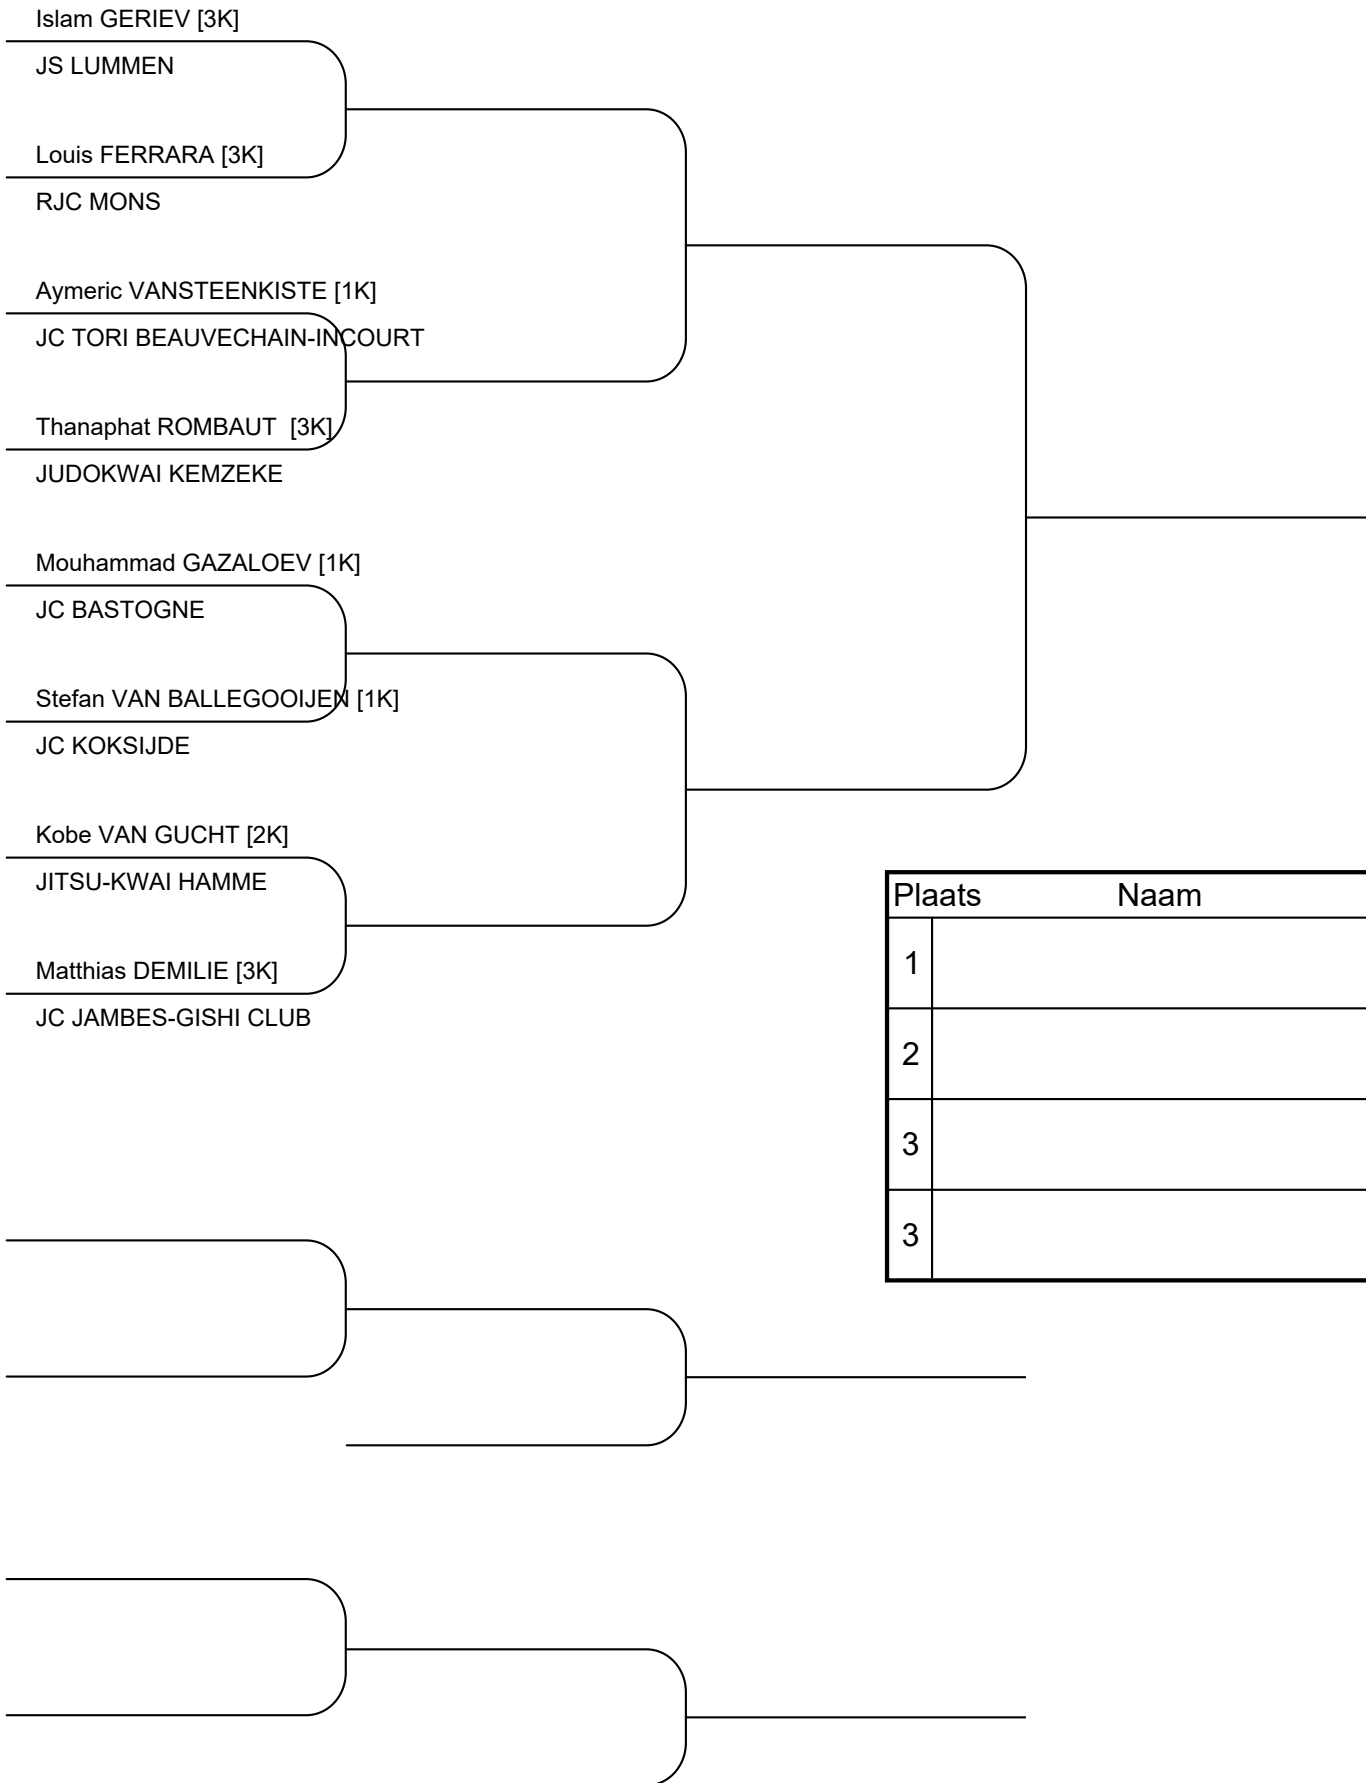 Islam GERIEV [3K]
JS LUMMEN
Louis FERRARA [3K]
RJC MONS
Aymeric VANSTEENKISTE [1K]
JC TORI BEAUVECHAIN-INCOURT
Thanaphat ROMBAUT  [3K]
JUDOKWAI KEMZEKE
Mouhammad GAZALOEV [1K]
JC BASTOGNE
Stefan VAN BALLEGOOIJEN [1K]
JC KOKSIJDE
Kobe VAN GUCHT [2K]
JITSU-KWAI HAMME
Matthias DEMILIE [3K]
JC JAMBES-GISHI CLUB
Plaats Naam
1
2
3
3